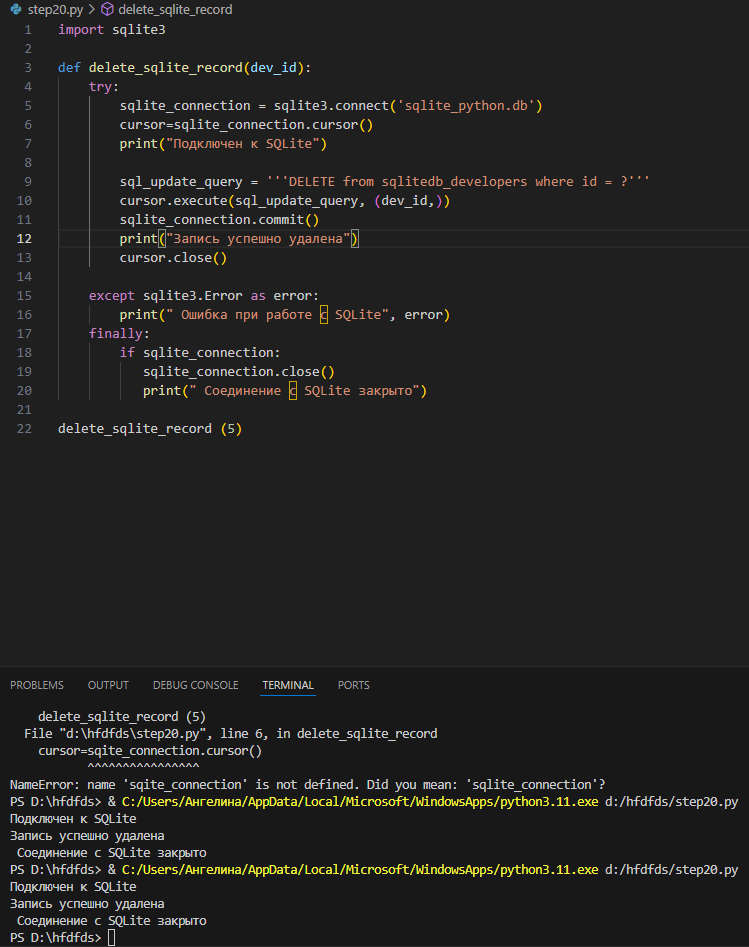 step20.py > delete_sqlite_record
1 import sqlite3
2
3 def delete_sqlite_record(dev_id):
4 try:
5 sqlite_connection = sqlite3.connect('sqlite_python.db')
6 cursor=sqlite_connection.cursor()
7 print("Подключен к SQLite")
8
9 sql_update_query = '''DELETE from sqlitedb_developers where id = ?'''
10 cursor.execute(sql_update_query, (dev_id,))
11 sqlite_connection.commit()
12 print("Запись успешно удалена")
13 cursor.close()
14
15 except sqlite3.Error as error:
16 print(" Ошибка при работе с SQLite", error)
17 finally:
18 if sqlite_connection:
19 sqlite_connection.close()
20 print(" Соединение с SQLite закрыто")
21
22 delete_sqlite_record (5)
PROBLEMS OUTPUT DEBUG CONSOLE TERMINAL PORTS
delete_sqlite_record (5)
File "d:\hfdfds\step20.py", line 6, in delete_sqlite_record
cursor=sqite_connection.cursor()
^^^^^^^^^^^^^^^^
NameError: name 'sqite_connection' is not defined. Did you mean: 'sqlite_connection'?
PS D:\hfdfds> & C:/Users/Ангелина/AppData/Local/Microsoft/WindowsApps/python3.11.exe d:/hfdfds/step20.py
Подключен к SQLite
Запись успешно удалена
Соединение с SQLite закрыто
PS D:\hfdfds> & C:/Users/Ангелина/AppData/Local/Microsoft/WindowsApps/python3.11.exe d:/hfdfds/step20.py
Подключен к SQLite
Запись успешно удалена
Соединение с SQLite закрыто
PS D:\hfdfds>